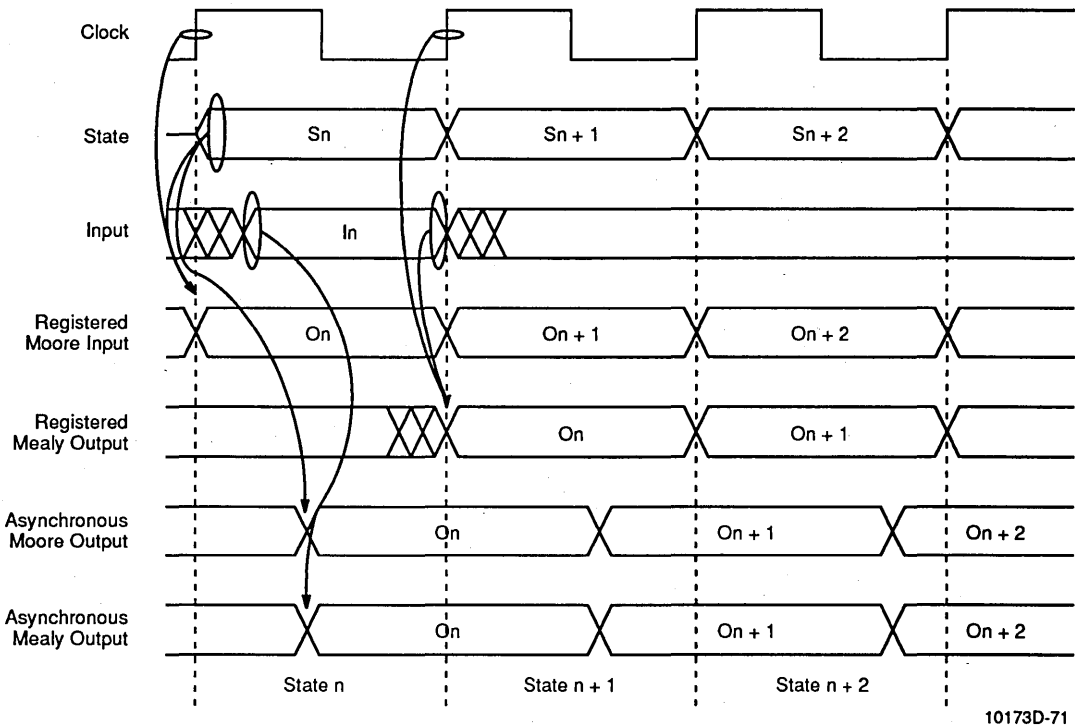 Clock
State
Sn
Sn + 1
Sn + 2
Input
In
Registered
Moore Input
On
On + 1
On + 2
Registered
Mealy Output
On
On + 1
Asynchronous
Moore Output
On
On + 1
On + 2
Asynchronous
Mealy Output
On
On + 1
On + 2
State n
State n + 1
State n + 2
10173D-71